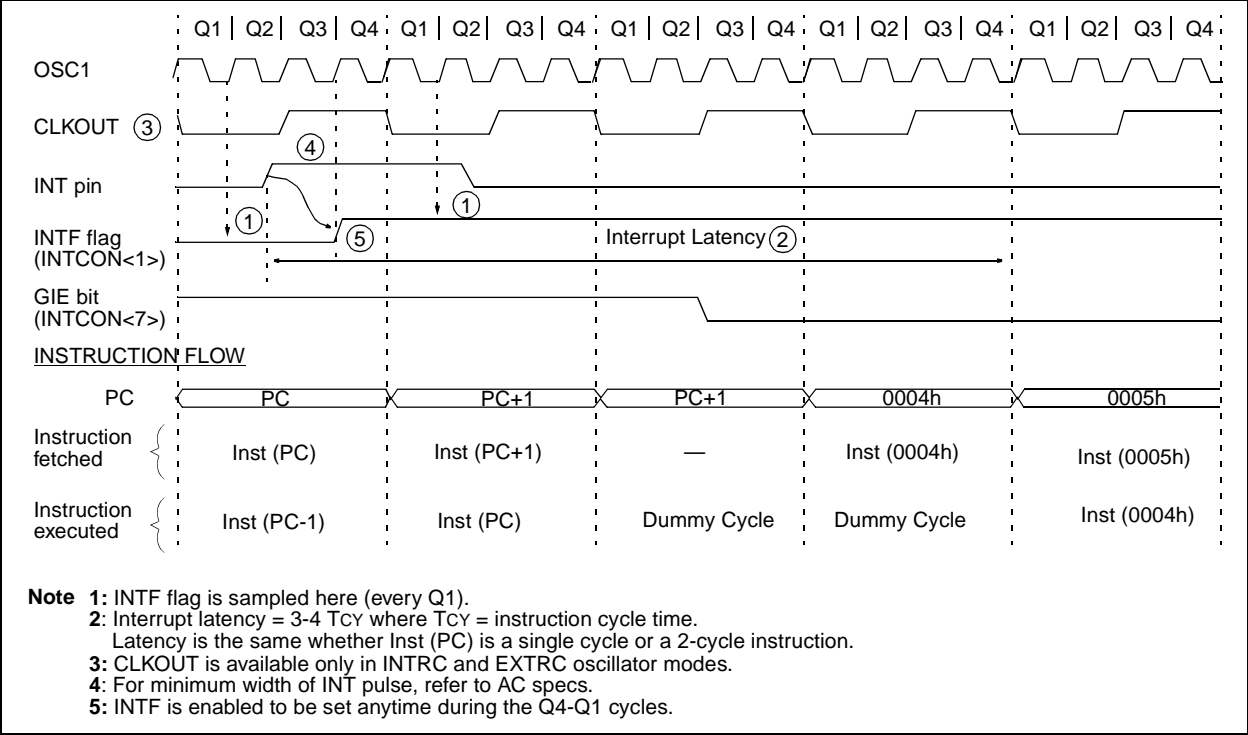 Q1 | Q2 | Q3 | Q4 Q1 | Q2 | Q3 | Q4 Q1 | Q2 | Q3 | Q4 Q1 | Q2 | Q3 | Q4 Q1 | Q2 | Q3 | Q4
OSC1
CLKOUT 3
4
INT pin
1
1
5
INTF flag
(INTCON<1>)
Interrupt Latency 2
GIE bit
(INTCON<7>)
INSTRUCTION FLOW
PC PC PC+1 PC+1 0004h 0005h
Instruction
fetched
Inst (PC) Inst (PC+1) — Inst (0004h) Inst (0005h)
Instruction
executed
Inst (PC-1) Inst (PC) Dummy Cycle Dummy Cycle Inst (0004h)
Note 1: INTF flag is sampled here (every Q1).
2: Interrupt latency = 3-4 TCY where TCY = instruction cycle time.
Latency is the same whether Inst (PC) is a single cycle or a 2-cycle instruction.
3: CLKOUT is available only in INTRC and EXTRC oscillator modes.
4: For minimum width of INT pulse, refer to AC specs.
5: INTF is enabled to be set anytime during the Q4-Q1 cycles.